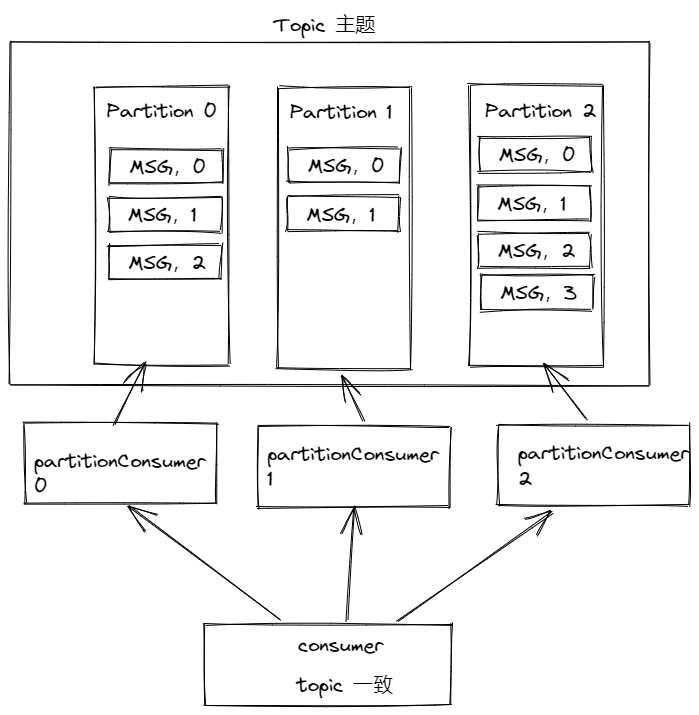 Topic 主题
Partition 0
MSG, 0
MSG, 1
MSG, 2
Partition 1
MSG, 0
MSG, 1
Partition 2
MSG, 0
MSG, 1
MSG, 2
MSG, 3
partitionConsumer
0
partitionConsumer
1
partitionConsumer
2
consumer
topic 一致